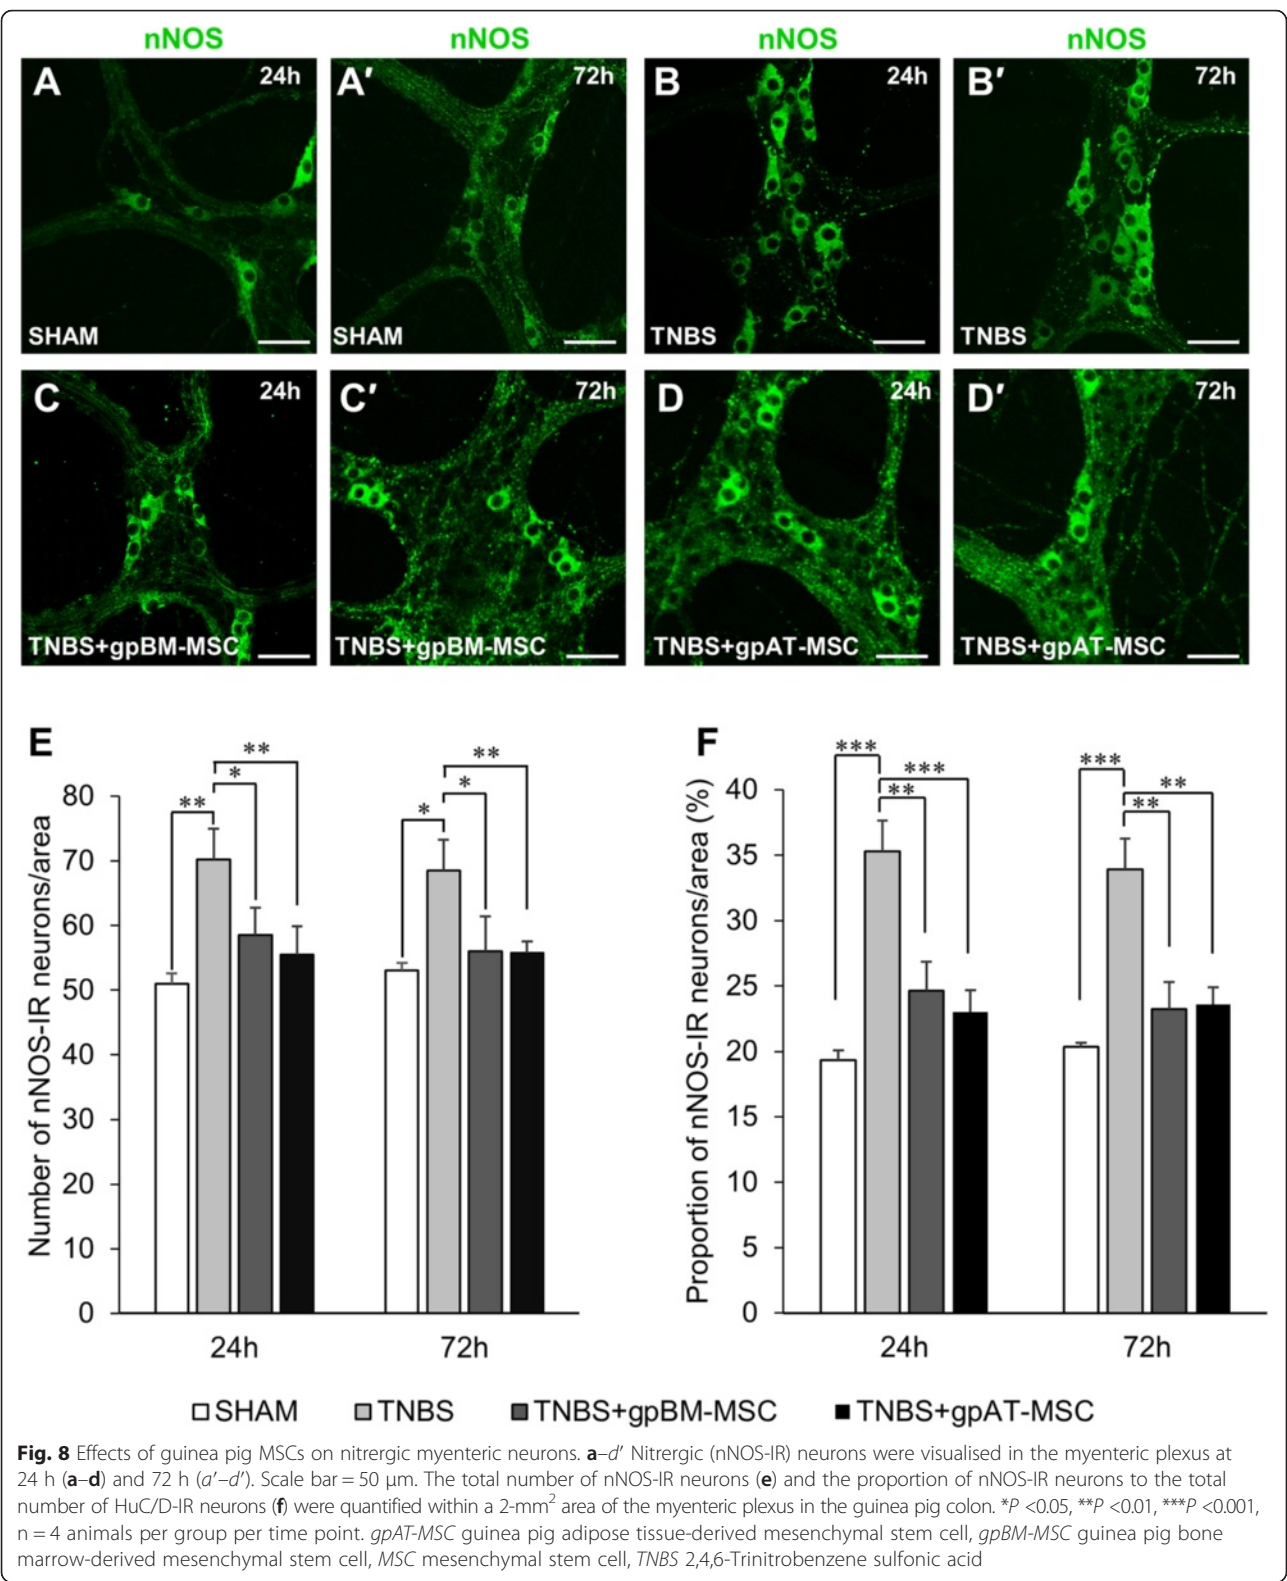 nNOS nNOS nNOS nNOS
A 24h A′ 72h B 24h B′ 72h
SHAM SHAM TNBS TNBS
C 24h C′ 72h D 24h D′ 72h
TNBS+gpBM-MSC TNBS+gpBM-MSC TNBS+gpAT-MSC TNBS+gpAT-MSC
E
Number of nNOS-IR neurons/area
80
70
60
50
40
30
20
10
0
** * **
* * **
24h 72h
F
Proportion of nNOS-IR neurons/area (%)
40
35
30
25
20
15
10
5
0
*** ** ***
*** ** **
24h 72h
SHAM TNBS TNBS+gpBM-MSC TNBS+gpAT-MSC
Fig. 8 Effects of guinea pig MSCs on nitrergic myenteric neurons. a–d′ Nitrergic (nNOS-IR) neurons were visualised in the myenteric plexus at
24 h (a–d) and 72 h (a′–d′). Scale bar = 50 μm. The total number of nNOS-IR neurons (e) and the proportion of nNOS-IR neurons to the total
number of HuC/D-IR neurons (f) were quantified within a 2-mm² area of the myenteric plexus in the guinea pig colon. *P <0.05, **P <0.01, ***P <0.001,
n = 4 animals per group per time point. gpAT-MSC guinea pig adipose tissue-derived mesenchymal stem cell, gpBM-MSC guinea pig bone
marrow-derived mesenchymal stem cell, MSC mesenchymal stem cell, TNBS 2,4,6-Trinitrobenzene sulfonic acid